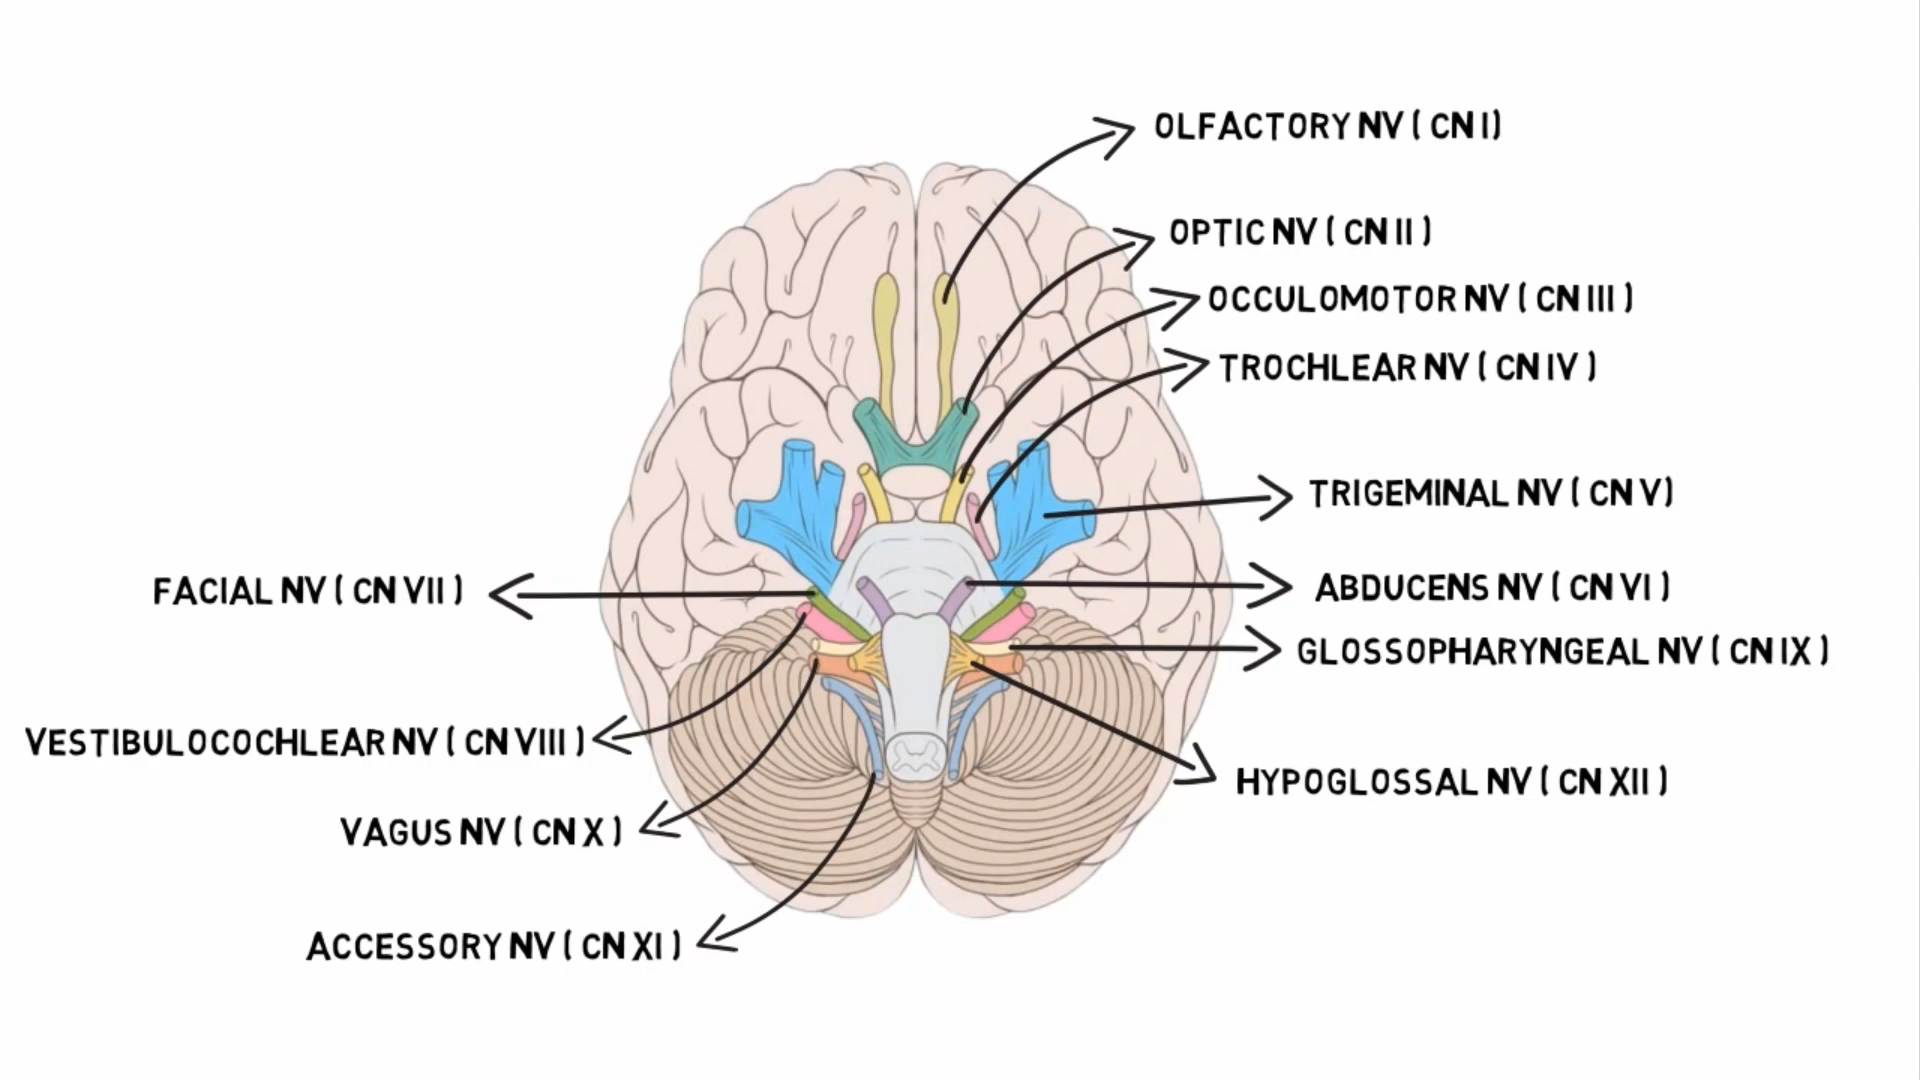 OLFACTORY NV ( CN I)
OPTIC NV ( CN II )
OCCULOMOTOR NV ( CN III )
TROCHLEAR NV ( CN IV )
TRIGEMINAL NV ( CN V)
FACIAL NV ( CN VII )
ABDUCENS NV ( CN VI )
GLOSSOPHARYNGEAL NV ( CN IX )
VESTIBULOCOCHLEAR NV ( CN VIII )
HYPOGLOSSAL NV ( CN XII )
VAGUS NV ( CN X )
ACCESSORY NV ( CN XI )